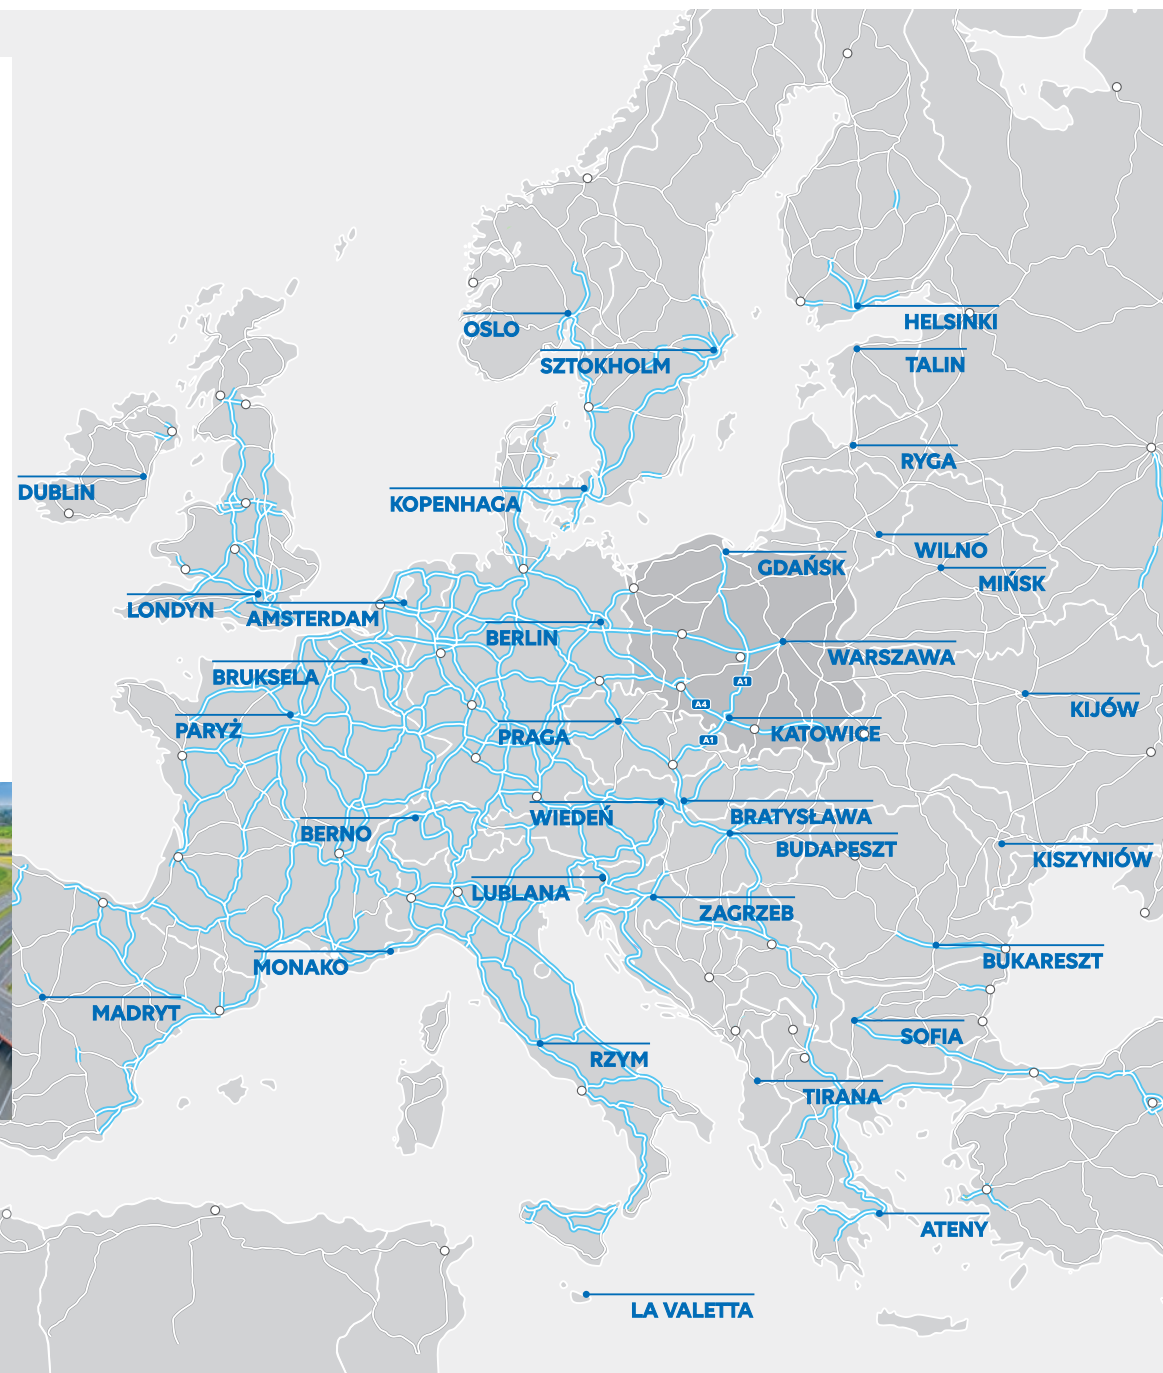 HELSINKI
OSLO
SZTOKHOLM
TALIN
RYGA
DUBLIN
KOPENHAGA
WILNO
GDAŃSK
MIŃSK
LONDYN
AMSTERDAM
BERLIN
WARSZAWA
BRUKSELA
A1
A4
KIJÓW
PARYŻ
PRAGA
A1
KATOWICE
BERNO
WIEDEŃ
BRATYSŁAWA
BUDAPESZT
KISZYNIÓW
LUBLANA
ZAGRZEB
MONAKO
BUKARESZT
MADRYT
SOFIA
RZYM
TIRANA
ATENY
LA VALETTA